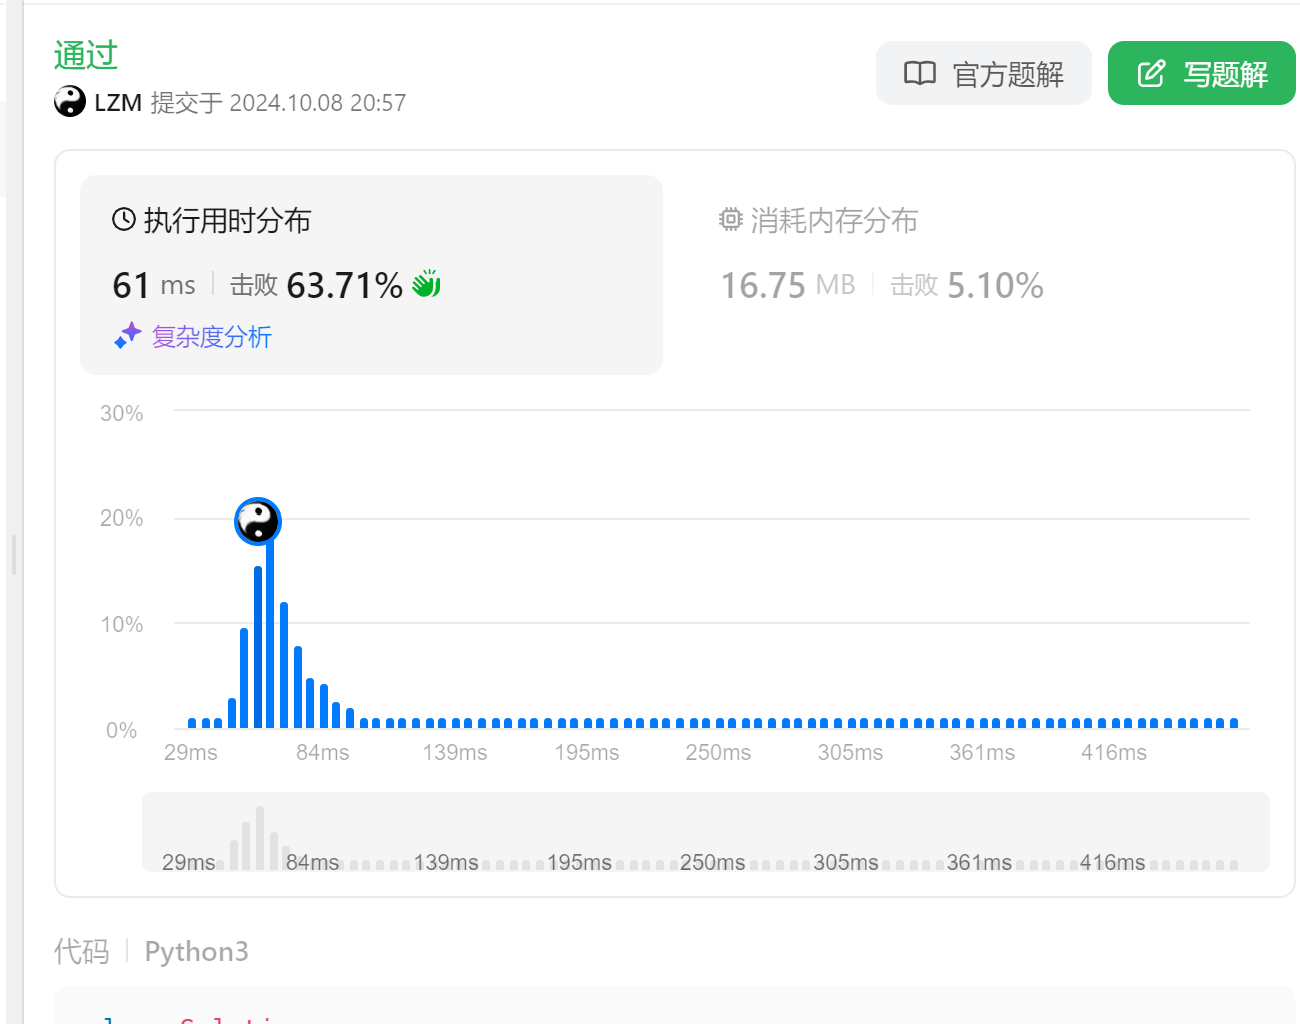 通过
LZM 提交于 2024.10.08 20:57
官方题解
写题解
执行用时分布
61 ms 击败 63.71%
复杂度分析
消耗内存分布
16.75 MB 击败 5.10%
30%
20%
10%
0%
29ms 84ms 139ms 195ms 250ms 305ms 361ms 416ms
29ms 84ms 139ms 195ms 250ms 305ms 361ms 416ms
代码 Python3